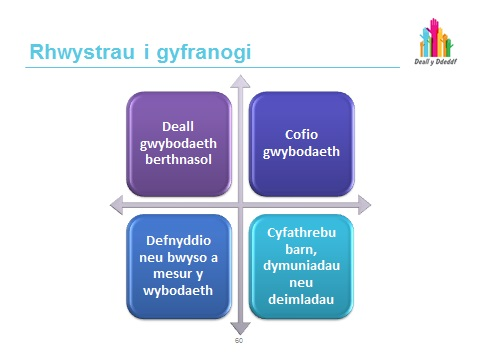 Rhwystrau i gyfranogi
Deall y Ddeddf
Deall
gwybodaeth
berthnasol
Cofio
gwybodaeth
Defnyddio
neu bwyso a
mesur y
wybodaeth
Cyfathrebu
barn,
dymuniadau
neu
deimladau
60